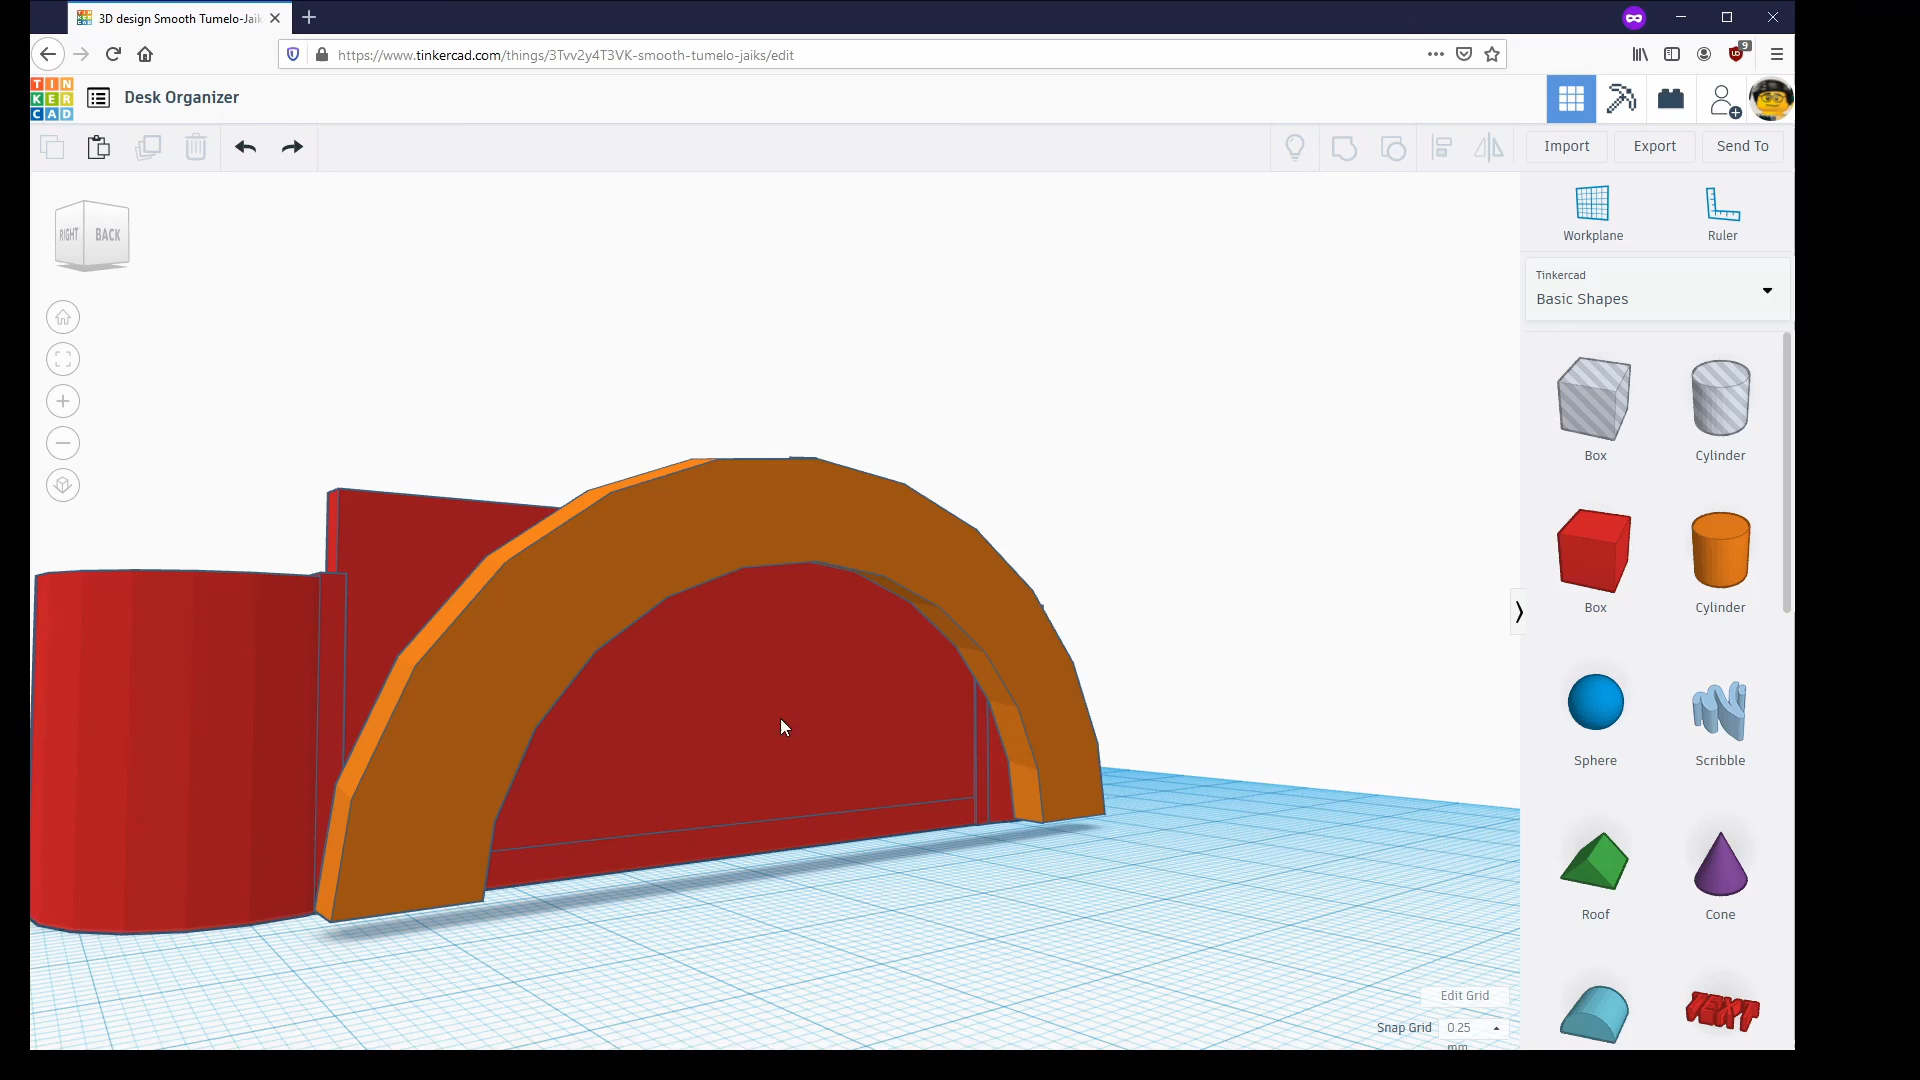 3D design Smooth Tumelo-Jaik
https://www.tinkercad.com/things/3Tvv2y4T3VK-smooth-tumelo-jaiks/edit
9
TIN
KER
CAD
Desk Organizer
Import
Export
Send To
RIGHT
BACK
Workplane
Ruler
Tinkercad
Basic Shapes
Box
Cylinder
Box
Cylinder
Sphere
Scribble
Roof
Cone
TEXT
Edit Grid
Snap Grid
0.25
mm